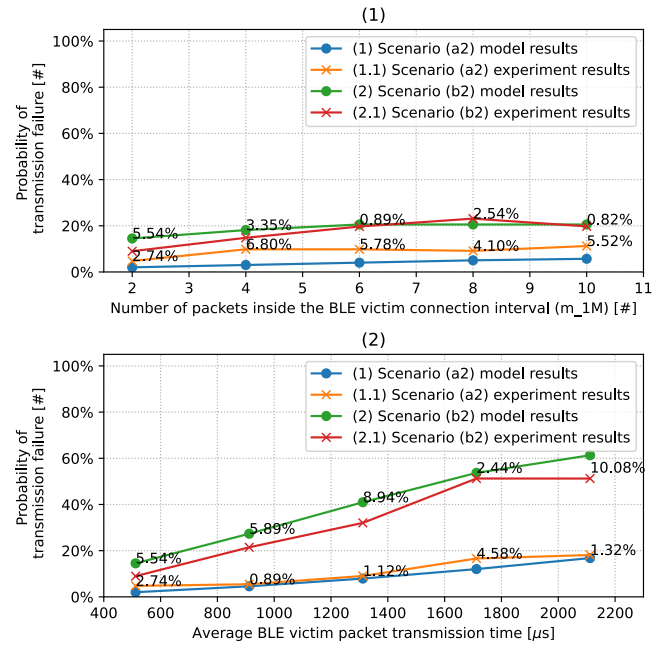 (1)
100%
80%
60%
40%
20%
0%
Probability of
transmission failure [#]
(1) Scenario (a2) model results
(1.1) Scenario (a2) experiment results
(2) Scenario (b2) model results
(2.1) Scenario (b2) experiment results
5.54%
3.35%
0.89%
2.54%
0.82%
2.74%
6.80%
5.78%
4.10%
5.52%
2 3 4 5 6 7 8 9 10 11
Number of packets inside the BLE victim connection interval (m_1M) [#]
(2)
100%
80%
60%
40%
20%
0%
Probability of
transmission failure [#]
(1) Scenario (a2) model results
(1.1) Scenario (a2) experiment results
(2) Scenario (b2) model results
(2.1) Scenario (b2) experiment results
5.54%
5.89%
8.94%
2.44%
10.08%
2.74%
0.89%
1.12%
4.58%
1.32%
400 600 800 1000 1200 1400 1600 1800 2000 2200
Average BLE victim packet transmission time [μs]